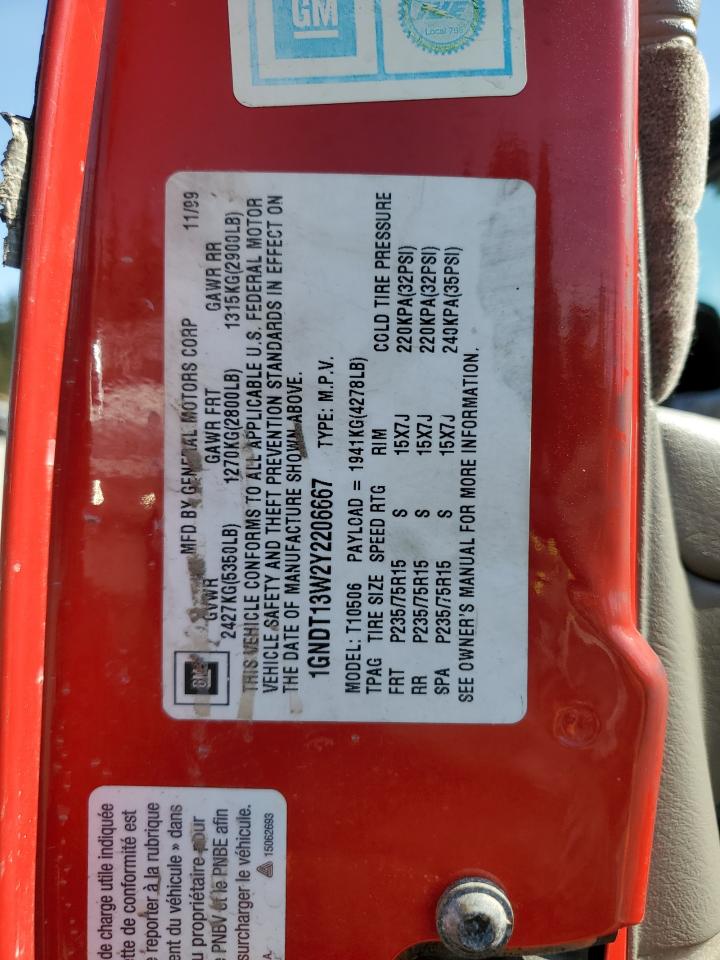 GM
Local 798
MFD BY GENERAL MOTORS CORP 11/99
GVWR GAWR FRT GAWR RR
2427KG(5350LB) 1270KG(2800LB) 1315KG(2900LB)
THIS VEHICLE CONFORMS TO ALL APPLICABLE U.S. FEDERAL MOTOR
VEHICLE SAFETY AND THEFT PREVENTION STANDARDS IN EFFECT ON
THE DATE OF MANUFACTURE SHOWN ABOVE.
1GNDT13W2Y2206667 TYPE: M.P.V.
MODEL: T10506 PAYLOAD = 1941KG(4278LB)
TPAG TIRE SIZE SPEED RTG RIM COLD TIRE PRESSURE
FRT P235/75R15 S 15X7J 220KPA(32PSI)
RR P235/75R15 S 15X7J 220KPA(32PSI)
SPA P235/75R15 S 15X7J 240KPA(35PSI)
SEE OWNER'S MANUAL FOR MORE INFORMATION.
de charge utile indiquée
ette de conformité est
e reporter à la rubrique
ent du véhicule » dans
u propriétaire pour
e PNBV et le PNBE afin
surcharger le véhicule.
A. 15062693